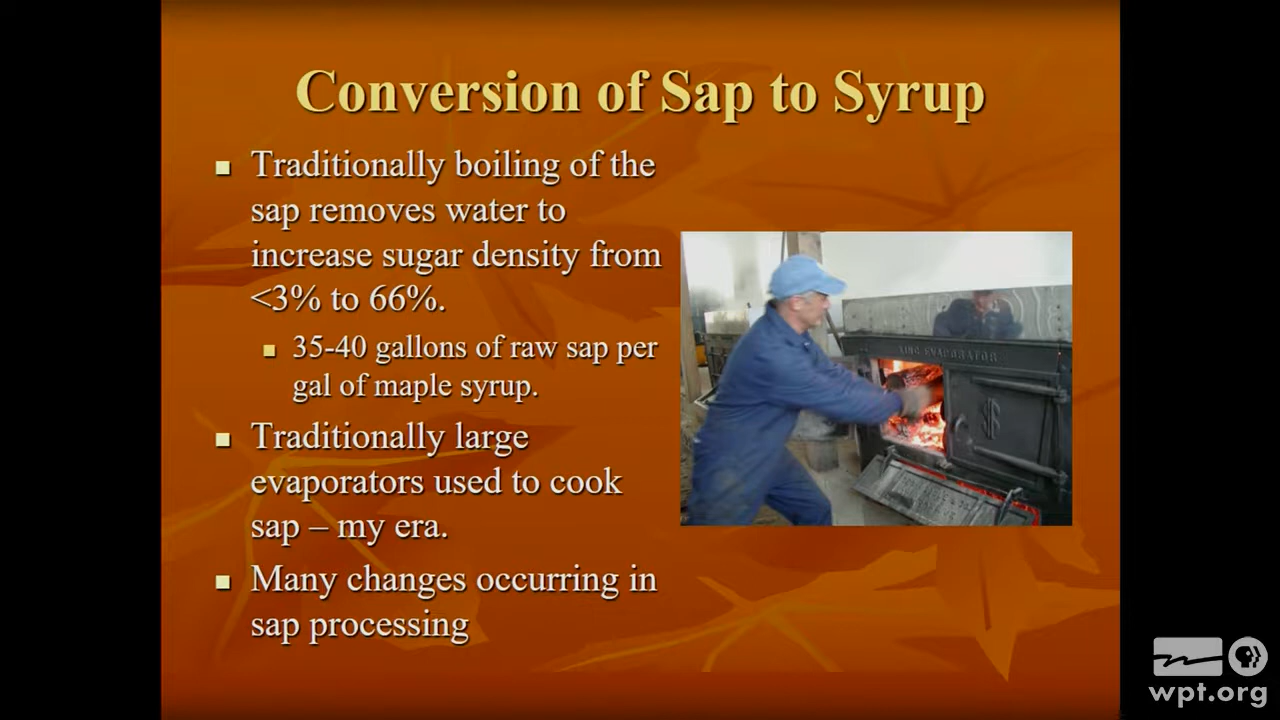 Conversion of Sap to Syrup
Traditionally boiling of the
sap removes water to
increase sugar density from
<3% to 66%.
35-40 gallons of raw sap per
gal of maple syrup.
Traditionally large
evaporators used to cook
sap – my era.
Many changes occurring in
sap processing
KING EVAPORATOR
wpt.org